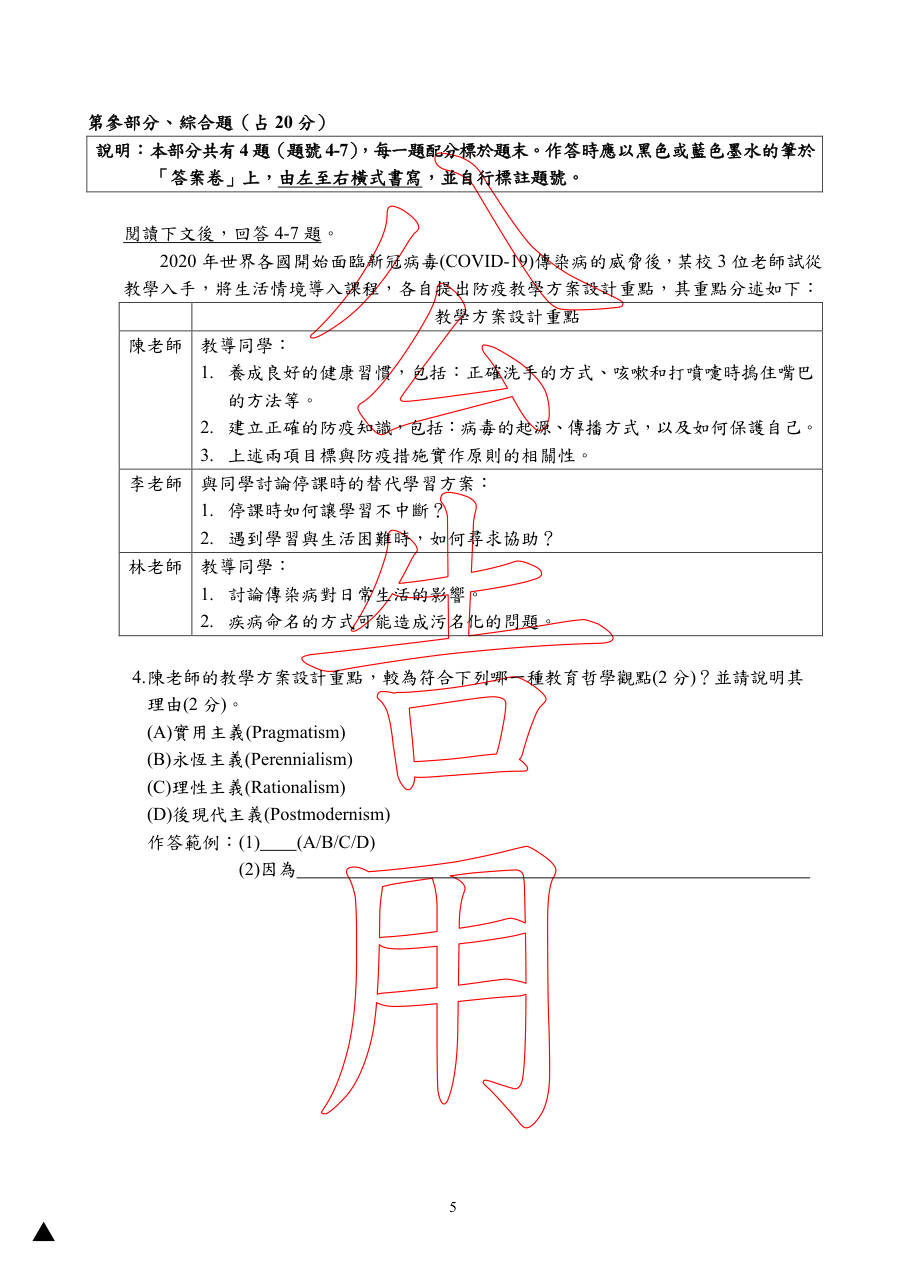 第參部分、綜合題（占 20 分）
說明：本部分共有 4 題（題號 4-7），每一題配分標於題末。作答時應以黑色或藍色墨水的筆於
「答案卷」上，由左至右橫式書寫，並自行標註題號。
閱讀下文後，回答 4-7 題。
2020 年世界各國開始面臨新冠病毒(COVID-19)傳染病的威脅後，某校 3 位老師試從
教學入手，將生活情境導入課程，各自提出防疫教學方案設計重點，其重點分述如下：
教學方案設計重點
陳老師 教導同學：
1. 養成良好的健康習慣，包括：正確洗手的方式、咳嗽和打噴嚏時摀住嘴巴
的方法等。
2. 建立正確的防疫知識，包括：病毒的起源、傳播方式，以及如何保護自己。
3. 上述兩項目標與防疫措施實作原則的相關性。
李老師 與同學討論停課時的替代學習方案：
1. 停課時如何讓學習不中斷？
2. 遇到學習與生活困難時，如何尋求協助？
林老師 教導同學：
1. 討論傳染病對日常生活的影響。
2. 疾病命名的方式可能造成污名化的問題。
4.陳老師的教學方案設計重點，較為符合下列哪一種教育哲學觀點(2 分)？並請說明其
理由(2 分)。
(A)實用主義(Pragmatism)
(B)永恆主義(Perennialism)
(C)理性主義(Rationalism)
(D)後現代主義(Postmodernism)
作答範例：(1)____(A/B/C/D)
(2)因為____
公告用
5